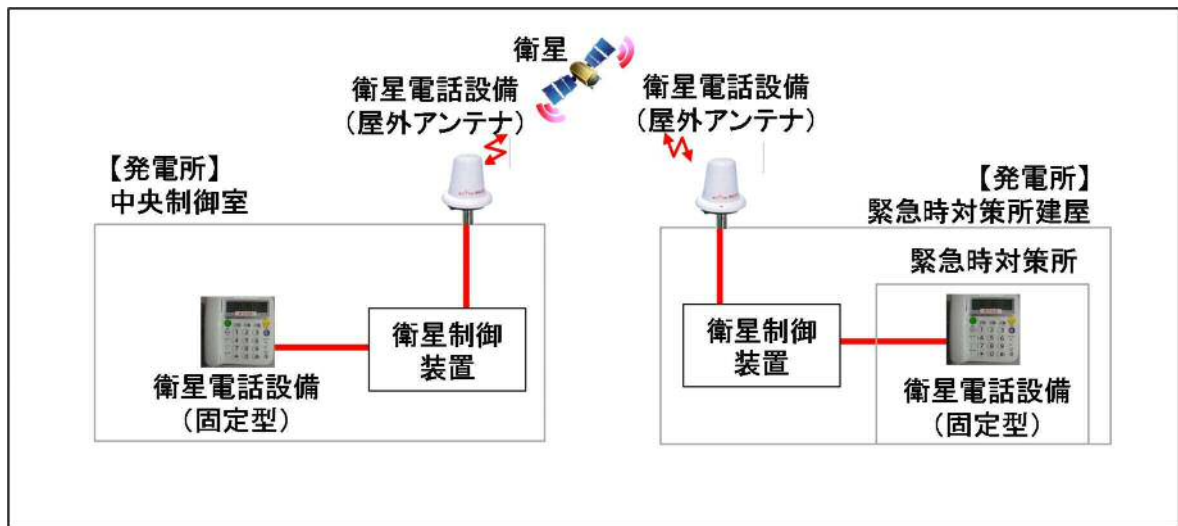 衛星
衛星電話設備
（屋外アンテナ）
衛星電話設備
（屋外アンテナ）
【発電所】
中央制御室
【発電所】
緊急時対策所建屋
緊急時対策所
衛星制御
装置
衛星電話設備
（固定型）
衛星制御
装置
衛星電話設備
（固定型）